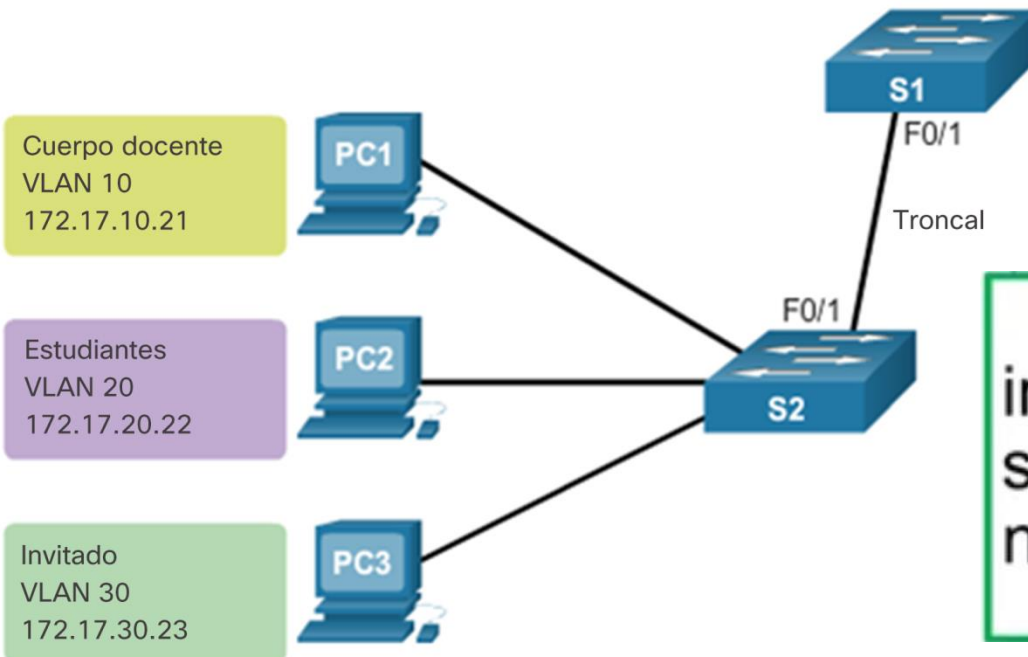 Cuerpo docente
VLAN 10
172.17.10.21
PC1
S1
F0/1
Troncal
Estudiantes
VLAN 20
172.17.20.22
PC2
F0/1
S2
Invitado
VLAN 30
172.17.30.23
PC3